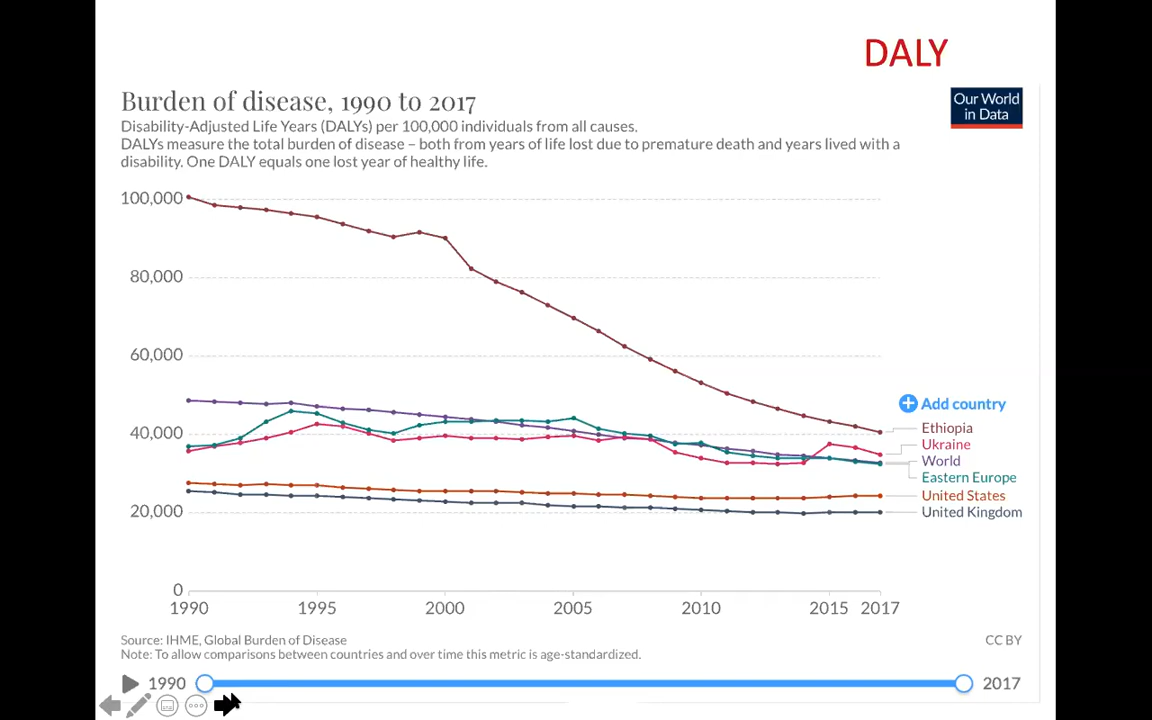 DALY
Burden of disease, 1990 to 2017
Our World
in Data
Disability-Adjusted Life Years (DALYs) per 100,000 individuals from all causes.
DALYs measure the total burden of disease – both from years of life lost due to premature death and years lived with a
disability. One DALY equals one lost year of healthy life.
100,000
80,000
60,000
40,000
20,000
0
Add country
Ethiopia
Ukraine
World
Eastern Europe
United States
United Kingdom
1990 1995 2000 2005 2010 2015 2017
Source: IHME, Global Burden of Disease
CC BY
Note: To allow comparisons between countries and over time this metric is age-standardized.
1990 2017